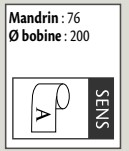 Mandrin : 76
Ø bobine : 200
A
SENS